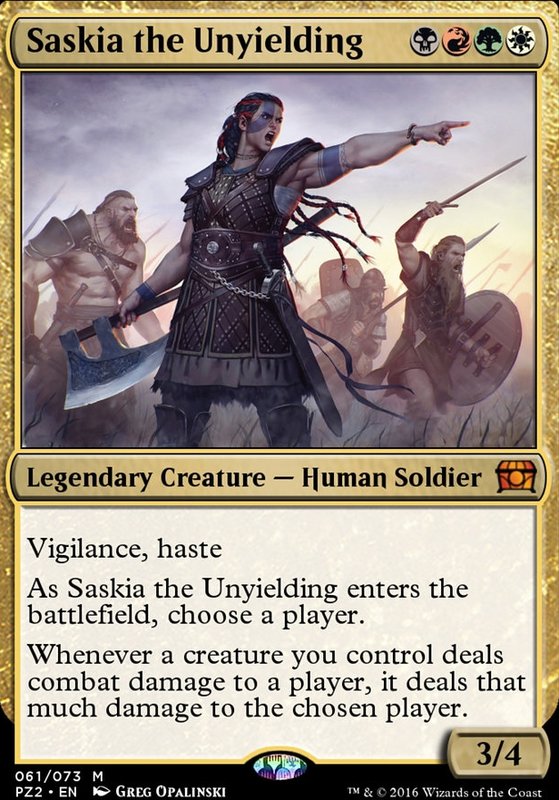 Saskia the Unyielding
Legendary Creature — Human Soldier
Vigilance, haste
As Saskia the Unyielding enters the
battlefield, choose a player.
Whenever a creature you control deals
combat damage to a player, it deals that
much damage to the chosen player.
3/4
061/073 M
PZ2 • EN Greg Opalinski
™ & © 2016 Wizards of the Coast